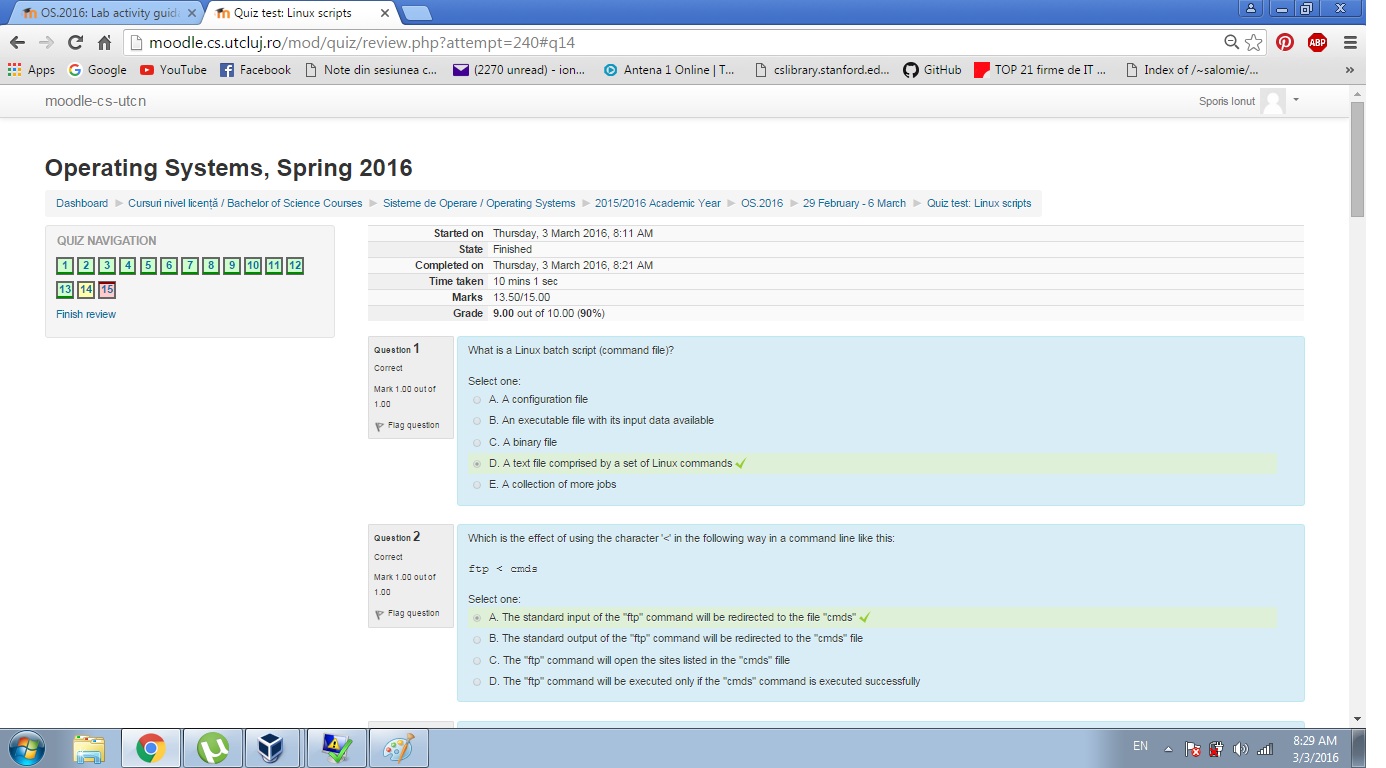 OS.2016: Lab activity guid
Quiz test: Linux scripts
moodle.cs.utcluj.ro/mod/quiz/review.php?attempt=240#q14
ABP
Apps Google YouTube Facebook Note din sesiunea c... (2270 unread) - ion... Antena 1 Online | T... cslibrary.stanford.ed... GitHub TOP 21 firme de IT ... Index of /~salomie/... »
moodle-cs-utcn
Sporis Ionut
Operating Systems, Spring 2016
Dashboard ► Cursuri nivel licență / Bachelor of Science Courses ► Sisteme de Operare / Operating Systems ► 2015/2016 Academic Year ► OS.2016 ► 29 February - 6 March ► Quiz test: Linux scripts
QUIZ NAVIGATION
1 2 3 4 5 6 7 8 9 10 11 12
13 14 15
Finish review
Started on Thursday, 3 March 2016, 8:11 AM
State Finished
Completed on Thursday, 3 March 2016, 8:21 AM
Time taken 10 mins 1 sec
Marks 13.50/15.00
Grade 9.00 out of 10.00 (90%)
Question 1
Correct
Mark 1.00 out of
1.00
Flag question
What is a Linux batch script (command file)?
Select one:
A. A configuration file
B. An executable file with its input data available
C. A binary file
D. A text file comprised by a set of Linux commands
E. A collection of more jobs
Question 2
Correct
Mark 1.00 out of
1.00
Flag question
Which is the effect of using the character '<' in the following way in a command line like this:
ftp < cmds
Select one:
A. The standard input of the "ftp" command will be redirected to the file "cmds"
B. The standard output of the "ftp" command will be redirected to the "cmds" file
C. The "ftp" command will open the sites listed in the "cmds" fille
D. The "ftp" command will be executed only if the "cmds" command is executed successfully
EN
8:29 AM
3/3/2016